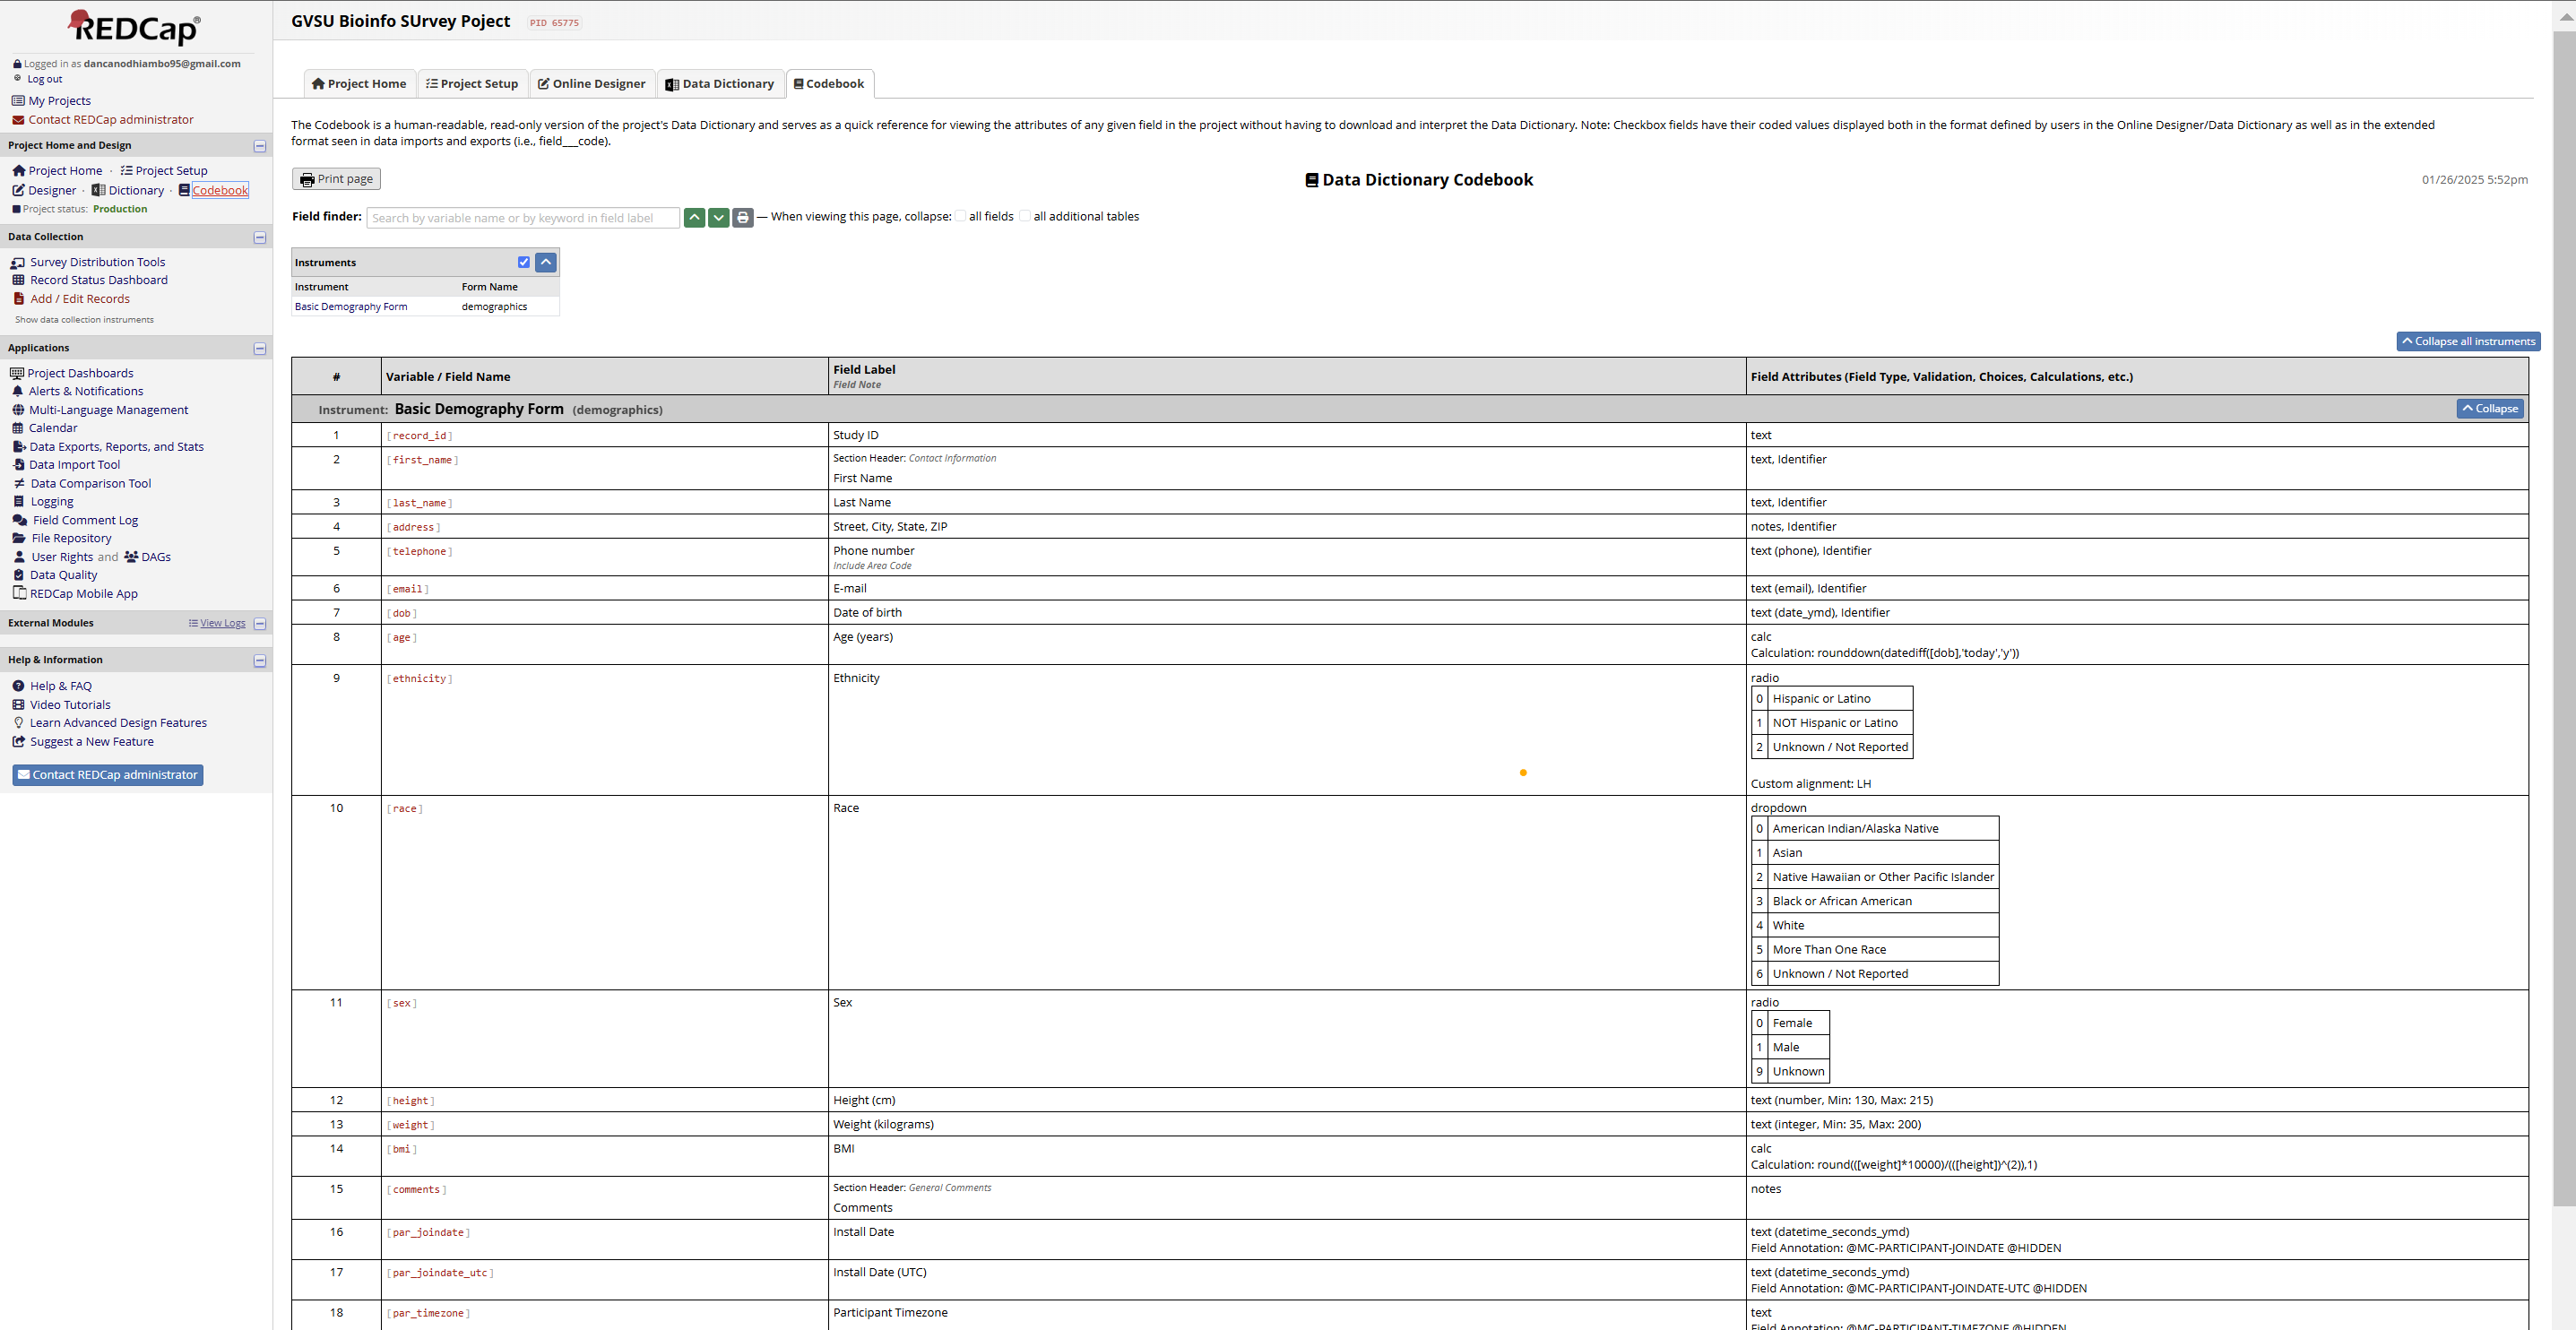 REDCap®
Logged in as dancanodhiambo95@gmail.com
Log out
My Projects
Contact REDCap administrator
Project Home and Design
Project Home · Project Setup
Designer · Dictionary · Codebook
Project status: Production
Data Collection
Survey Distribution Tools
Record Status Dashboard
Add / Edit Records
Show data collection instruments
Applications
Project Dashboards
Alerts & Notifications
Multi-Language Management
Calendar
Data Exports, Reports, and Stats
Data Import Tool
Data Comparison Tool
Logging
Field Comment Log
File Repository
User Rights and DAGs
Data Quality
REDCap Mobile App
External Modules View Logs
Help & Information
Help & FAQ
Video Tutorials
Learn Advanced Design Features
Suggest a New Feature
Contact REDCap administrator
GVSU Bioinfo SUrvey Poject PID 65775
Project Home Project Setup Online Designer Data Dictionary Codebook
The Codebook is a human-readable, read-only version of the project's Data Dictionary and serves as a quick reference for viewing the attributes of any given field in the project without having to download and interpret the Data Dictionary. Note: Checkbox fields have their coded values displayed both in the format defined by users in the Online Designer/Data Dictionary as well as in the extended
format seen in data imports and exports (i.e., field___code).
Print page
Data Dictionary Codebook
01/26/2025 5:52pm
Field finder: Search by variable name or by keyword in field label — When viewing this page, collapse: all fields all additional tables
Instruments
Instrument Form Name
Basic Demography Form demographics
Collapse all instruments
# Variable / Field Name Field Label Field Attributes (Field Type, Validation, Choices, Calculations, etc.)
Field Note
Instrument: Basic Demography Form (demographics) Collapse
1 [record_id] Study ID text
2 [first_name] Section Header: Contact Information text, Identifier
First Name
3 [last_name] Last Name text, Identifier
4 [address] Street, City, State, ZIP notes, Identifier
5 [telephone] Phone number text (phone), Identifier
Include Area Code
6 [email] E-mail text (email), Identifier
7 [dob] Date of birth text (date_ymd), Identifier
8 [age] Age (years) calc
Calculation: rounddown(datediff([dob],'today','y'))
9 [ethnicity] Ethnicity radio
0 Hispanic or Latino
1 NOT Hispanic or Latino
2 Unknown / Not Reported
Custom alignment: LH
10 [race] Race dropdown
0 American Indian/Alaska Native
1 Asian
2 Native Hawaiian or Other Pacific Islander
3 Black or African American
4 White
5 More Than One Race
6 Unknown / Not Reported
11 [sex] Sex radio
0 Female
1 Male
9 Unknown
12 [height] Height (cm) text (number, Min: 130, Max: 215)
13 [weight] Weight (kilograms) text (integer, Min: 35, Max: 200)
14 [bmi] BMI calc
Calculation: round(([weight]*10000)/(([height])^(2)),1)
15 [comments] Section Header: General Comments notes
Comments
16 [par_joindate] Install Date text (datetime_seconds_ymd)
Field Annotation: @MC-PARTICIPANT-JOINDATE @HIDDEN
17 [par_joindate_utc] Install Date (UTC) text (datetime_seconds_ymd)
Field Annotation: @MC-PARTICIPANT-JOINDATE-UTC @HIDDEN
18 [par_timezone] Participant Timezone text
Field Annotation: @MC-PARTICIPANT-TIMEZONE @HIDDEN